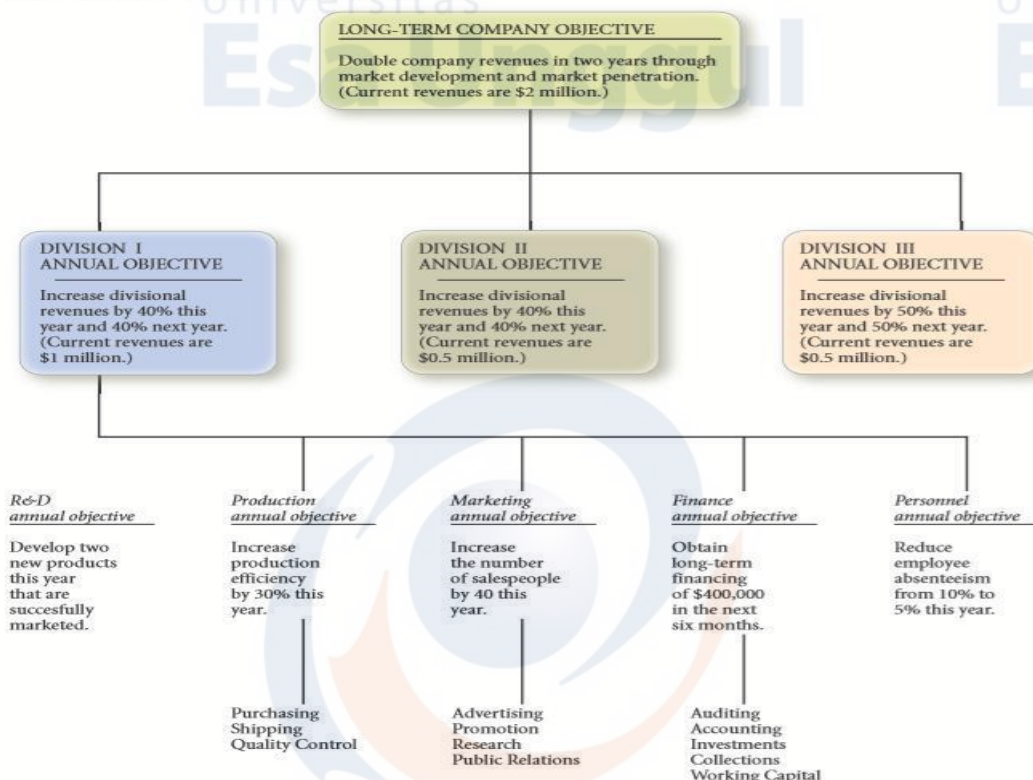 Universitas
Esa Unggul
LONG-TERM COMPANY OBJECTIVE
Double company revenues in two years through
market development and market penetration.
(Current revenues are $2 million.)
DIVISION I
ANNUAL OBJECTIVE
Increase divisional
revenues by 40% this
year and 40% next year.
(Current revenues are
$1 million.)
DIVISION II
ANNUAL OBJECTIVE
Increase divisional
revenues by 40% this
year and 40% next year.
(Current revenues are
$0.5 million.)
DIVISION III
ANNUAL OBJECTIVE
Increase divisional
revenues by 50% this
year and 50% next year.
(Current revenues are
$0.5 million.)
R&D
annual objective
Develop two
new products
this year
that are
succesfully
marketed.
Production
annual objective
Increase
production
efficiency
by 30% this
year.
Purchasing
Shipping
Quality Control
Marketing
annual objective
Increase
the number
of salespeople
by 40 this
year.
Advertising
Promotion
Research
Public Relations
Finance
annual objective
Obtain
long-term
financing
of $400,000
in the next
six months.
Auditing
Accounting
Investments
Collections
Working Capital
Personnel
annual objective
Reduce
employee
absenteeism
from 10% to
5% this year.